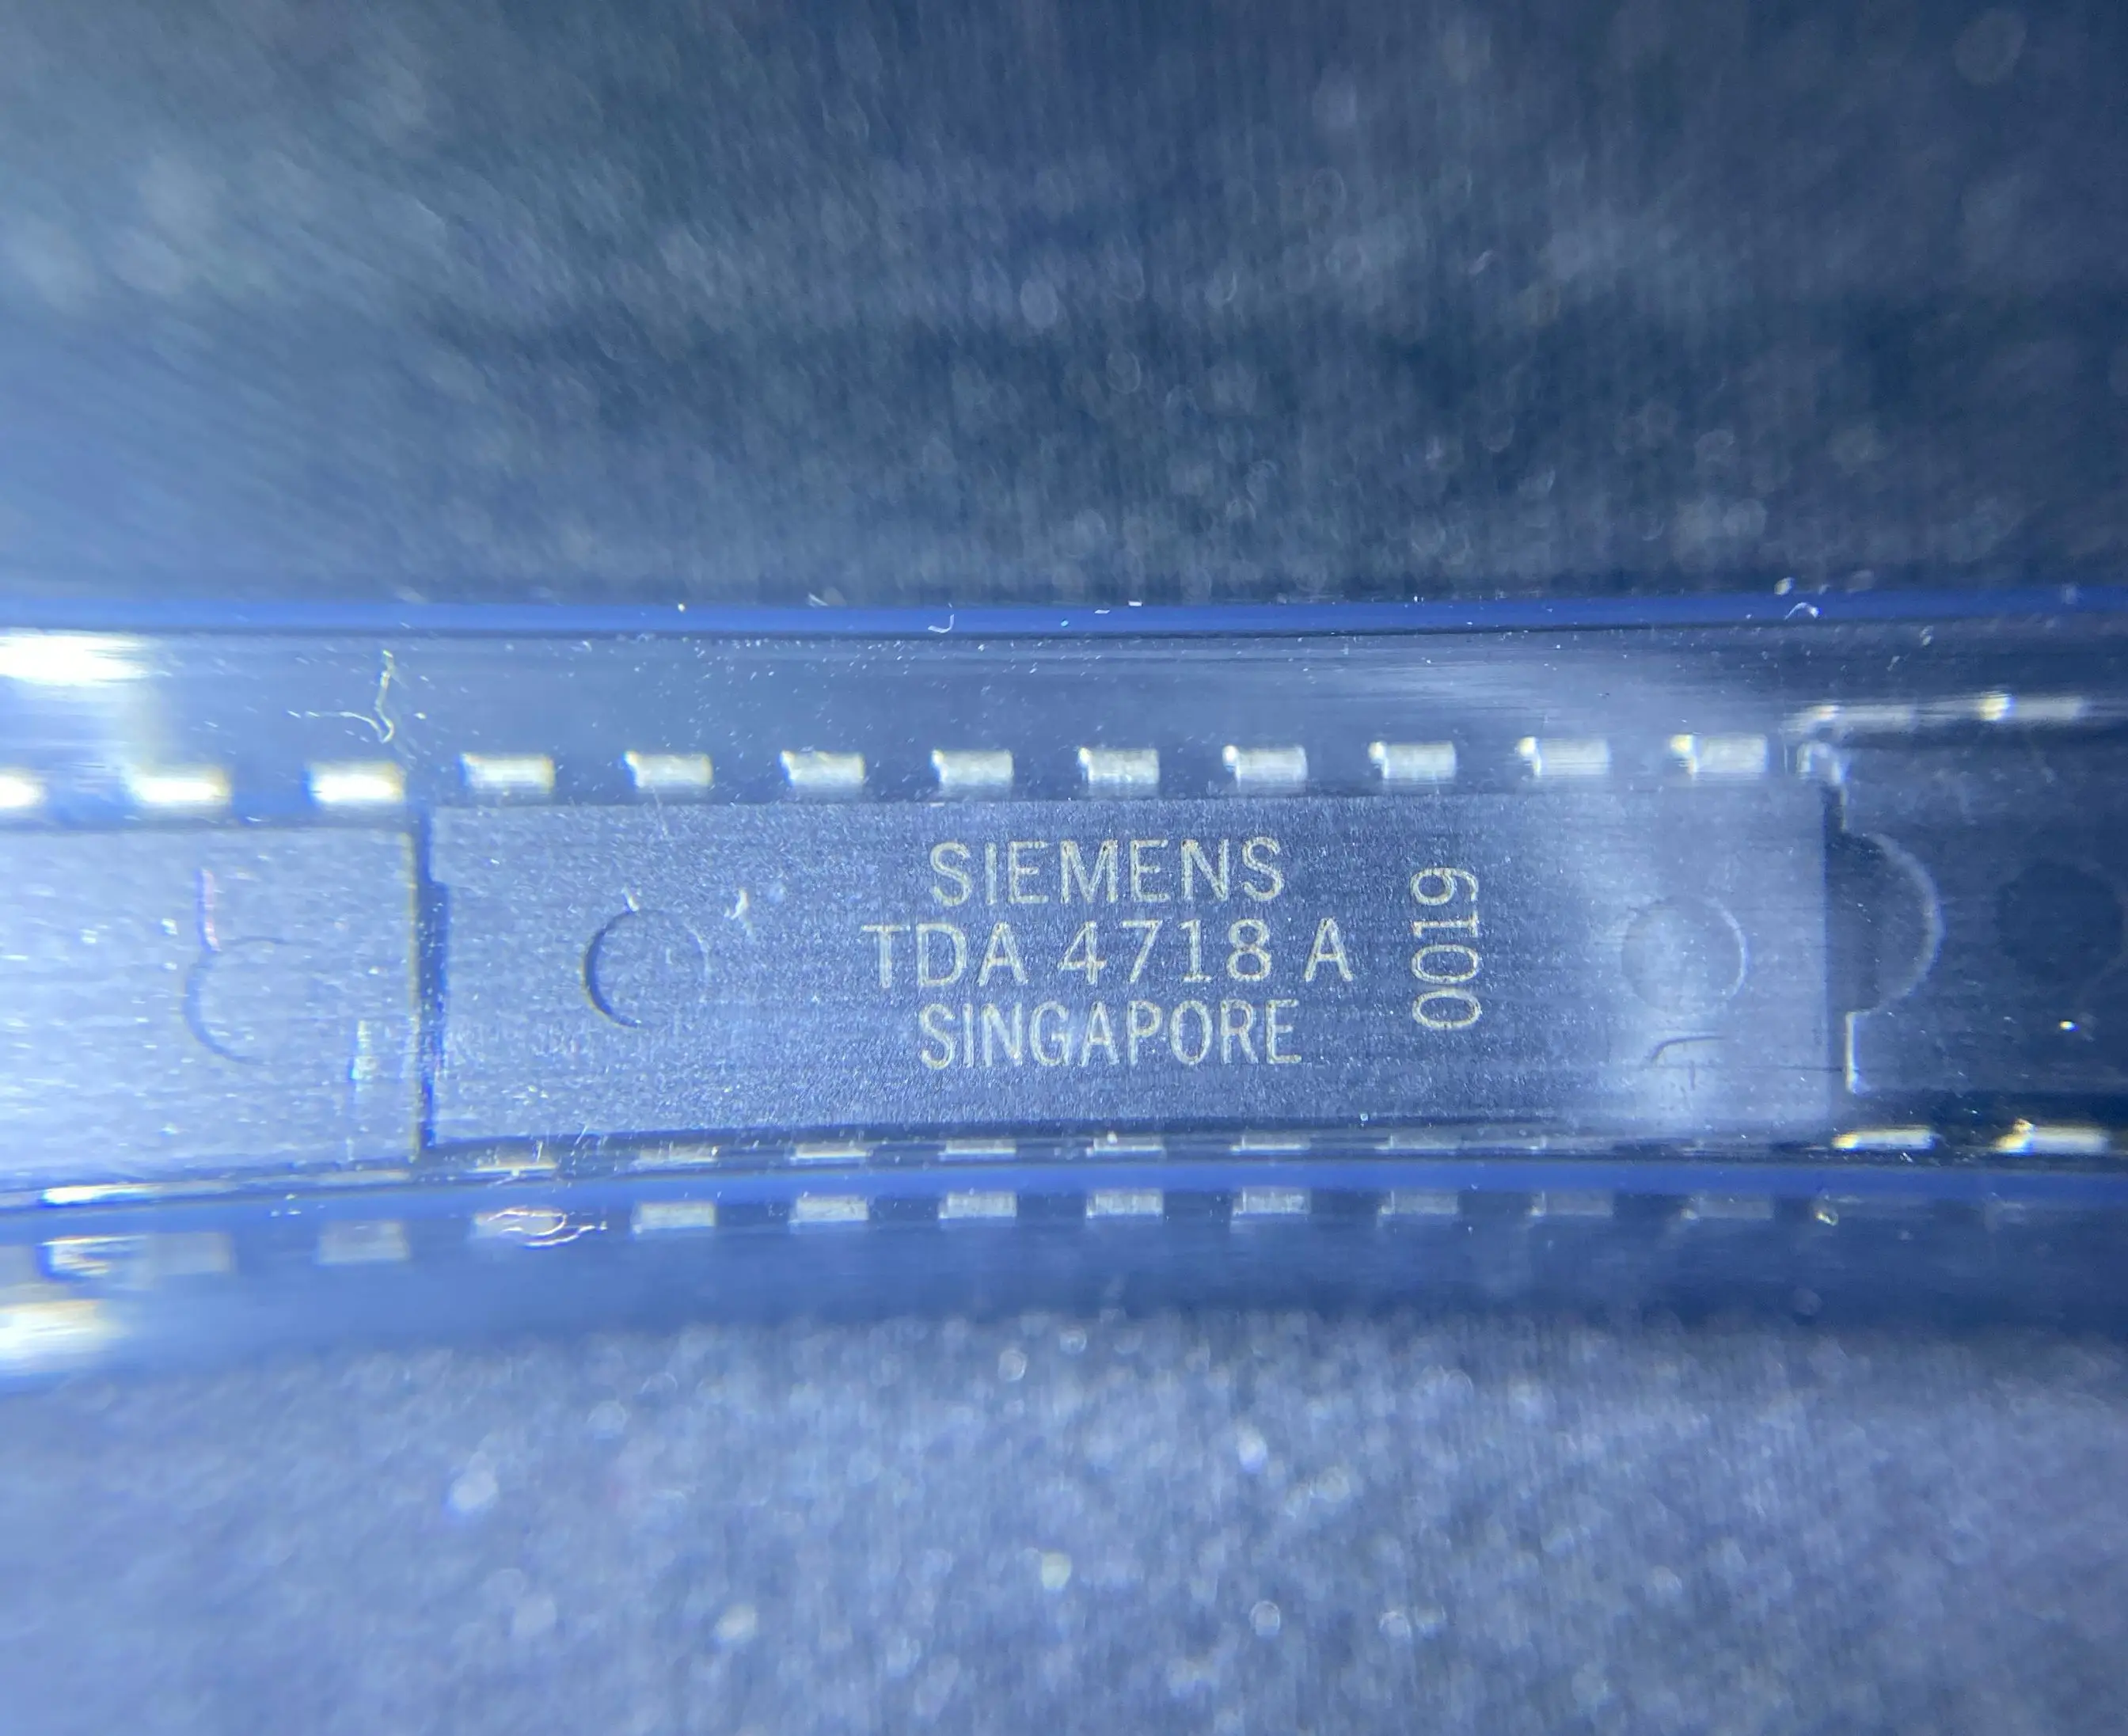 SIEMENS
TDA 4718 A
SINGAPORE
0019